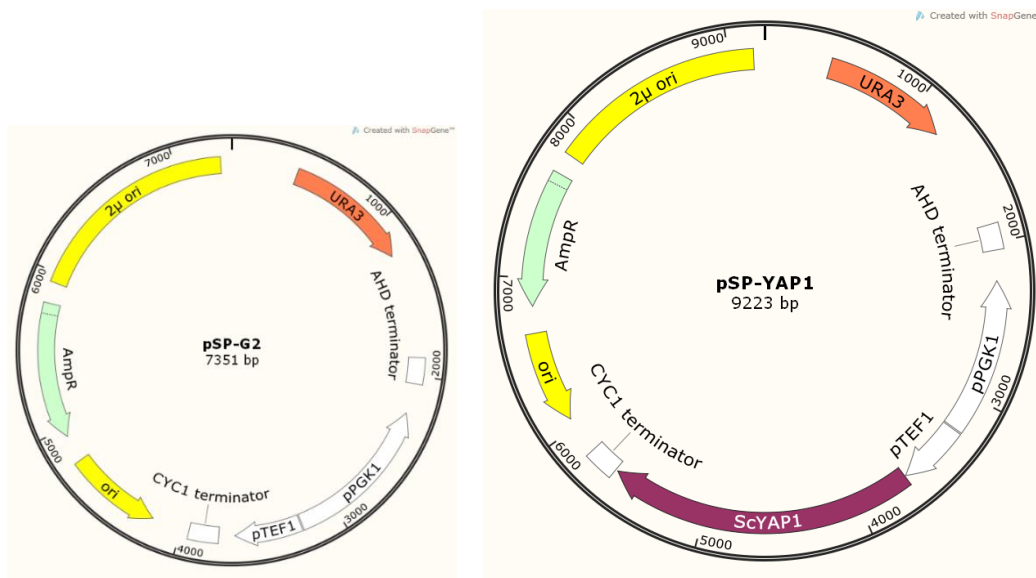 Created with SnapGene™
7000
2μ ori
URA3
1000
6000
AHD terminator
pSP-G2
7351 bp
AmpR
2000
5000
ori
CYC1 terminator
pPGK1
pTEF1
3000
4000
Created with SnapGene
9000
2μ ori
URA3
1000
8000
AHD terminator
2000
AmpR
pSP-YAP1
9223 bp
7000
ori
CYC1 terminator
pPGK1
3000
pTEF1
6000
ScYAP1
4000
5000